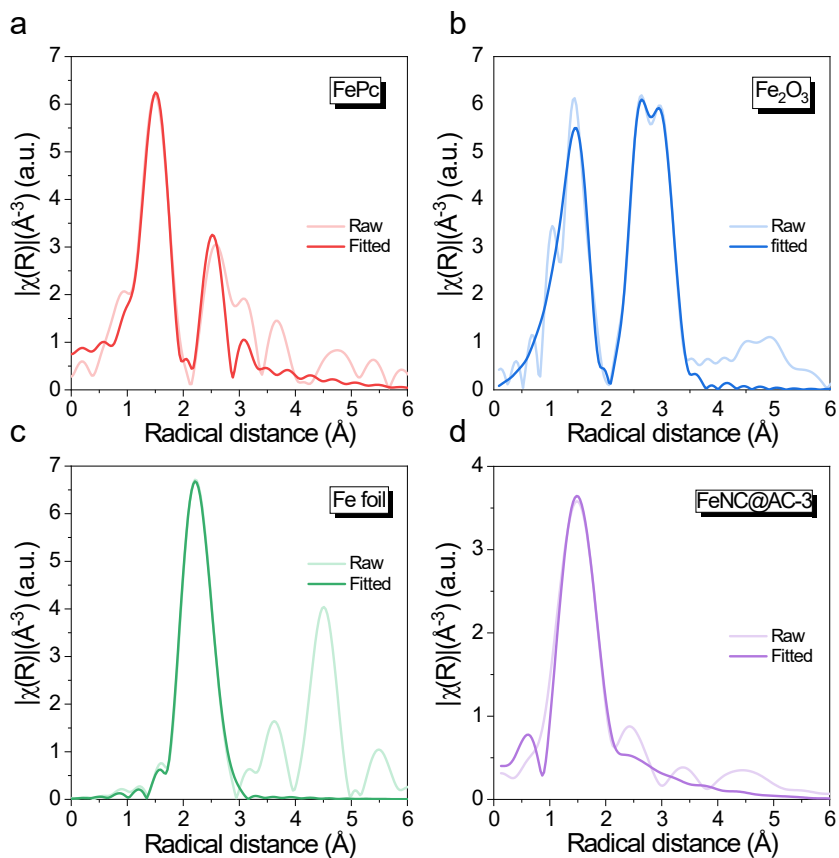 a
7
6
5
4
3
2
1
0
|χ(R)|(Å⁻³) (a.u.)
FePc
Raw
Fitted
0 1 2 3 4 5 6
Radical distance (Å)
b
7
6
5
4
3
2
1
0
|χ(R)|(Å⁻³) (a.u.)
Fe₂O₃
Raw
fitted
0 1 2 3 4 5 6
Radical distance (Å)
c
7
6
5
4
3
2
1
0
|χ(R)|(Å⁻³) (a.u.)
Fe foil
Raw
Fitted
0 1 2 3 4 5 6
Radical distance (Å)
d
4
3
2
1
0
|χ(R)|(Å⁻³) (a.u.)
FeNC@AC-3
Raw
Fitted
0 1 2 3 4 5 6
Radical distance (Å)